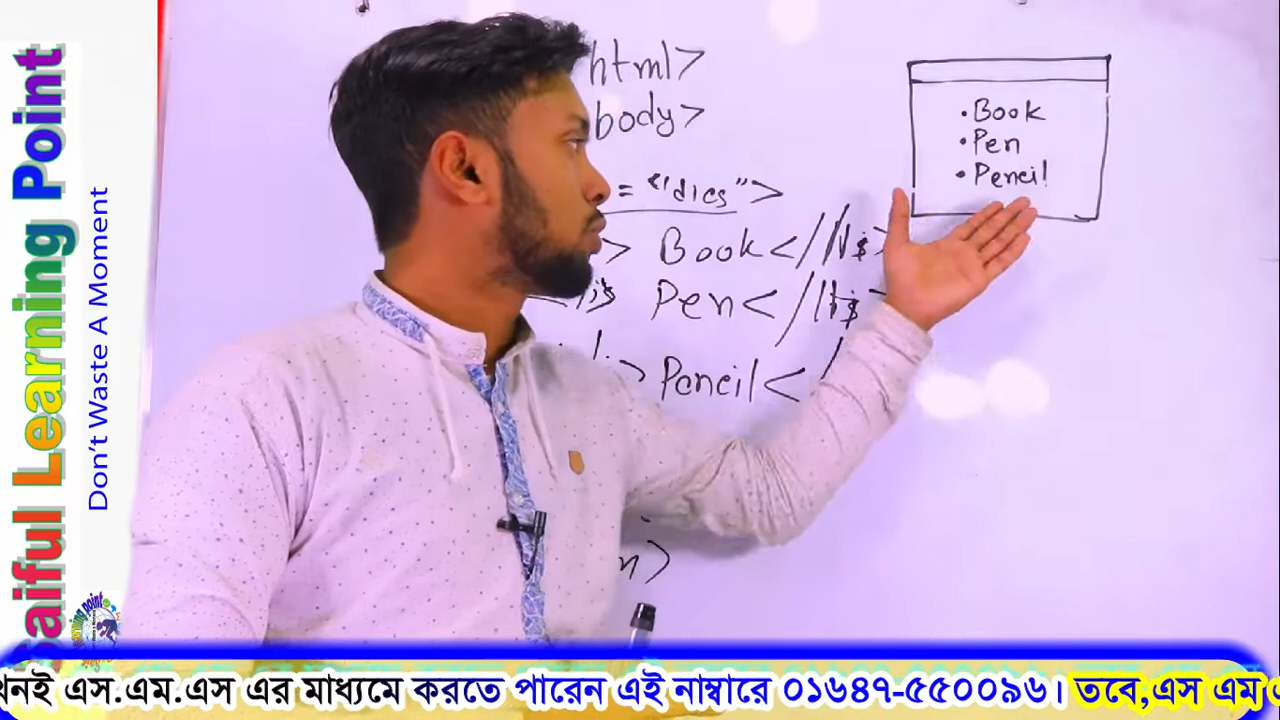 Saiful Learning Point
Don't Waste A Moment
html>
body>
= "dics">
> Book</li>
Pen</li>
> Pencil</
n>
• Book
• Pen
• Pencil
খনই এস.এম.এস এর মাধ্যমে করতে পারেন এই নাম্বারে ০১৬৪৭-৫৫০০৯৬। তবে,এস এম